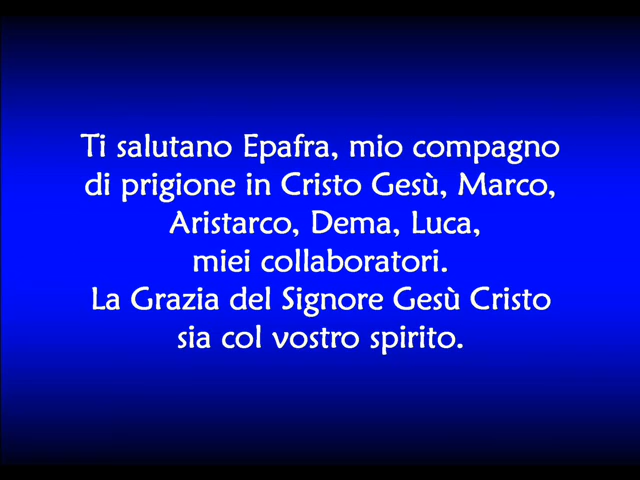 Ti salutano Epafra, mio compagno
di prigione in Cristo Gesù, Marco,
Aristarco, Dema, Luca,
miei collaboratori.
La Grazia del Signore Gesù Cristo
sia col vostro spirito.